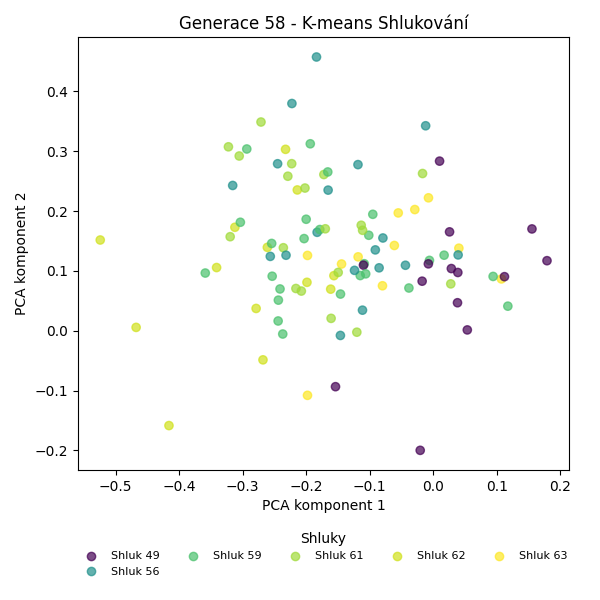 Generace 58 - K-means Shlukování
PCA komponent 2
0.4
0.3
0.2
0.1
0.0
−0.1
−0.2
−0.5 −0.4 −0.3 −0.2 −0.1 0.0 0.1 0.2
PCA komponent 1
Shluky
Shluk 49 Shluk 59 Shluk 61 Shluk 62 Shluk 63
Shluk 56